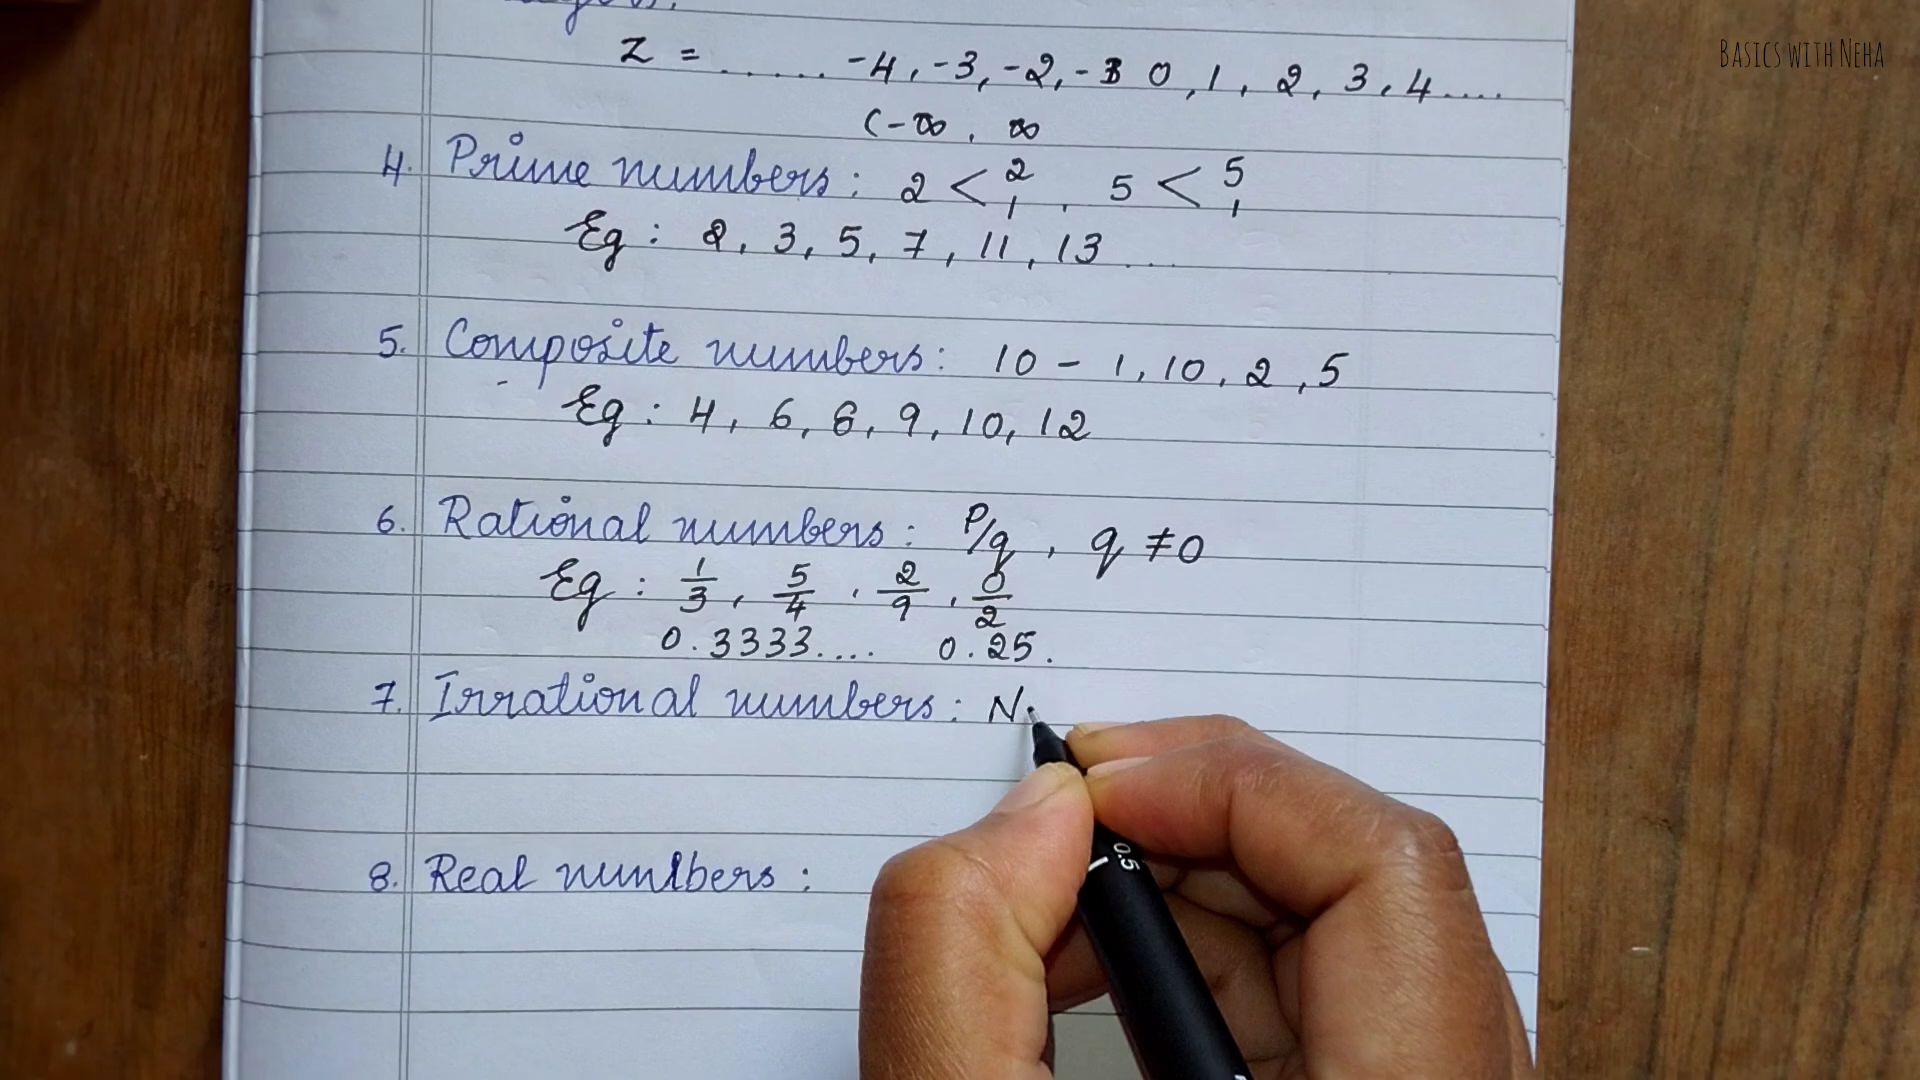 BASICS WITH NEHA
Z = ..... -4, -3, -2, -1 0, 1, 2, 3, 4....
(-∞, ∞
4. Prime numbers: 2 < 2 1, 5 < 5 1
Eg: 2, 3, 5, 7, 11, 13 ...
5. Composite numbers: 10 - 1, 10, 2, 5
Eg: 4, 6, 8, 9, 10, 12
6. Rational numbers: P/q, q ≠ 0
Eg: 1/3, 5/4, 2/9, 0/2
0.3333.... 0.25.
7. Irrational numbers: N
8. Real numbers:
0.5